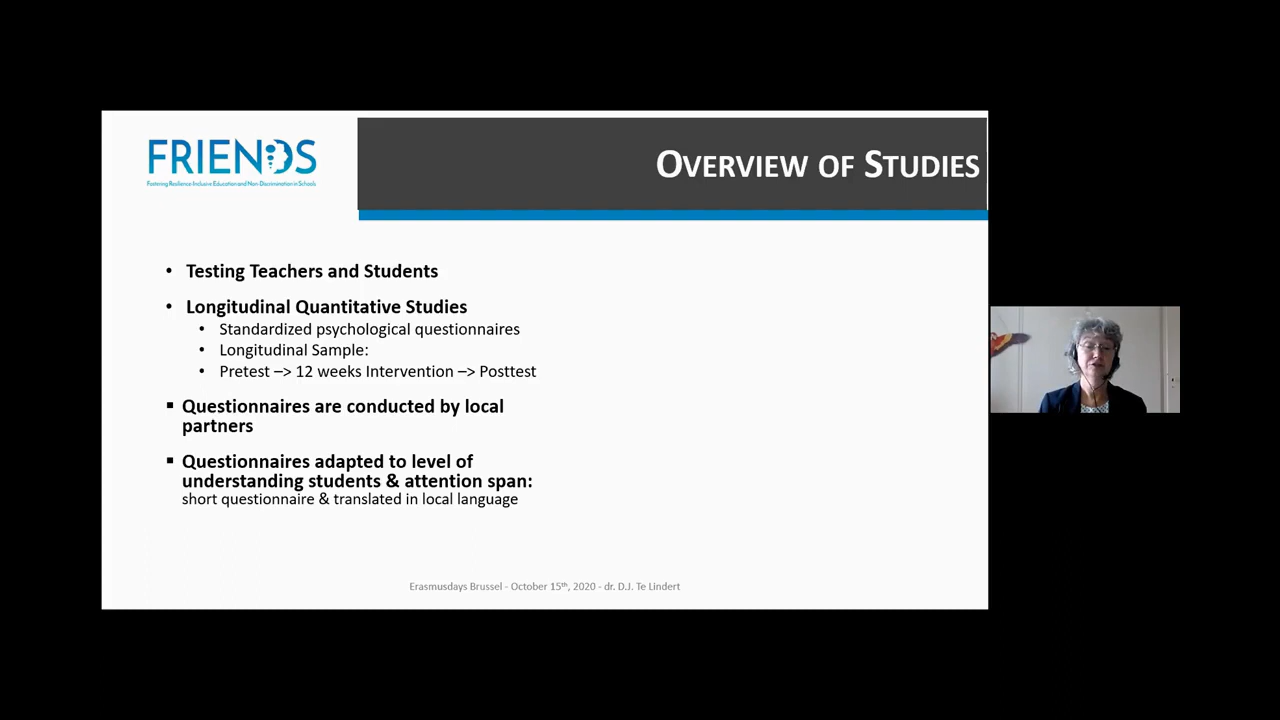 FRIENDS
Fostering Resilience Inclusive Education and Non-Discrimination in Schools
OVERVIEW OF STUDIES
• Testing Teachers and Students
• Longitudinal Quantitative Studies
• Standardized psychological questionnaires
• Longitudinal Sample:
• Pretest –> 12 weeks Intervention –> Posttest
▪ Questionnaires are conducted by local
partners
▪ Questionnaires adapted to level of
understanding students & attention span:
short questionnaire & translated in local language
Erasmusdays Brussel - October 15th, 2020 - dr. D.J. Te Lindert